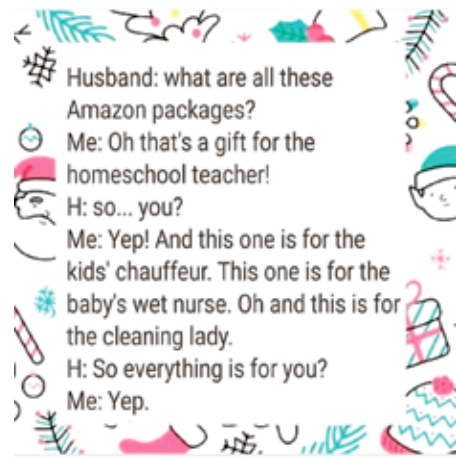 Husband: what are all these
Amazon packages?
Me: Oh that's a gift for the
homeschool teacher!
H: so... you?
Me: Yep! And this one is for the
kids' chauffeur. This one is for the
baby's wet nurse. Oh and this is for
the cleaning lady.
H: So everything is for you?
Me: Yep.